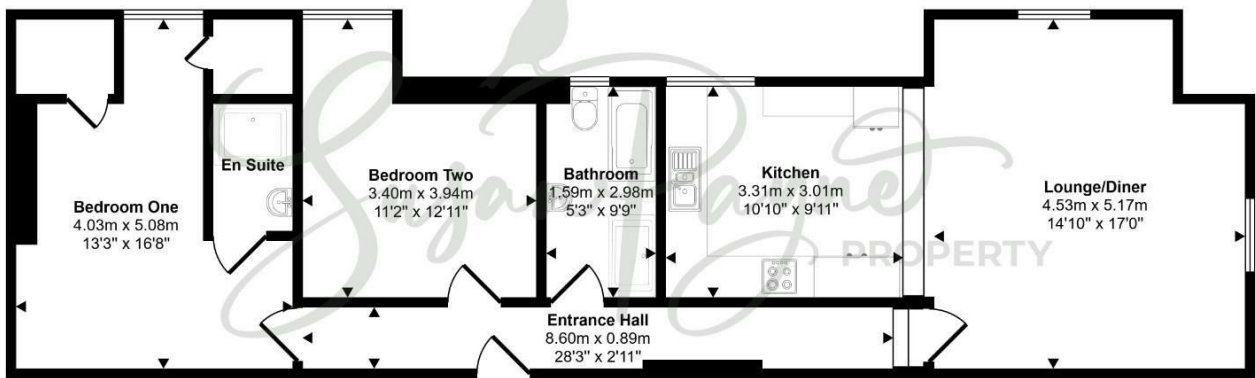 Bedroom One
4.03m x 5.08m
13'3" x 16'8"
En Suite
Bedroom Two
3.40m x 3.94m
11'2" x 12'11"
Bathroom
1.59m x 2.98m
5'3" x 9'9"
Kitchen
3.31m x 3.01m
10'10" x 9'11"
Lounge/Diner
4.53m x 5.17m
14'10" x 17'0"
Entrance Hall
8.60m x 0.89m
28'3" x 2'11"
Susan Payne
PROPERTY